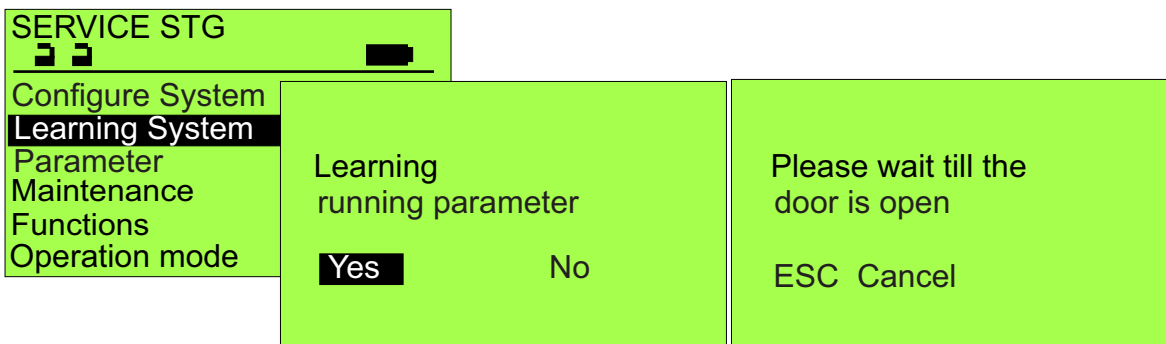 SERVICE STG
Configure System
Learning System
Parameter
Maintenance
Functions
Operation mode
Learning
running parameter
Yes No
Please wait till the
door is open
ESC Cancel